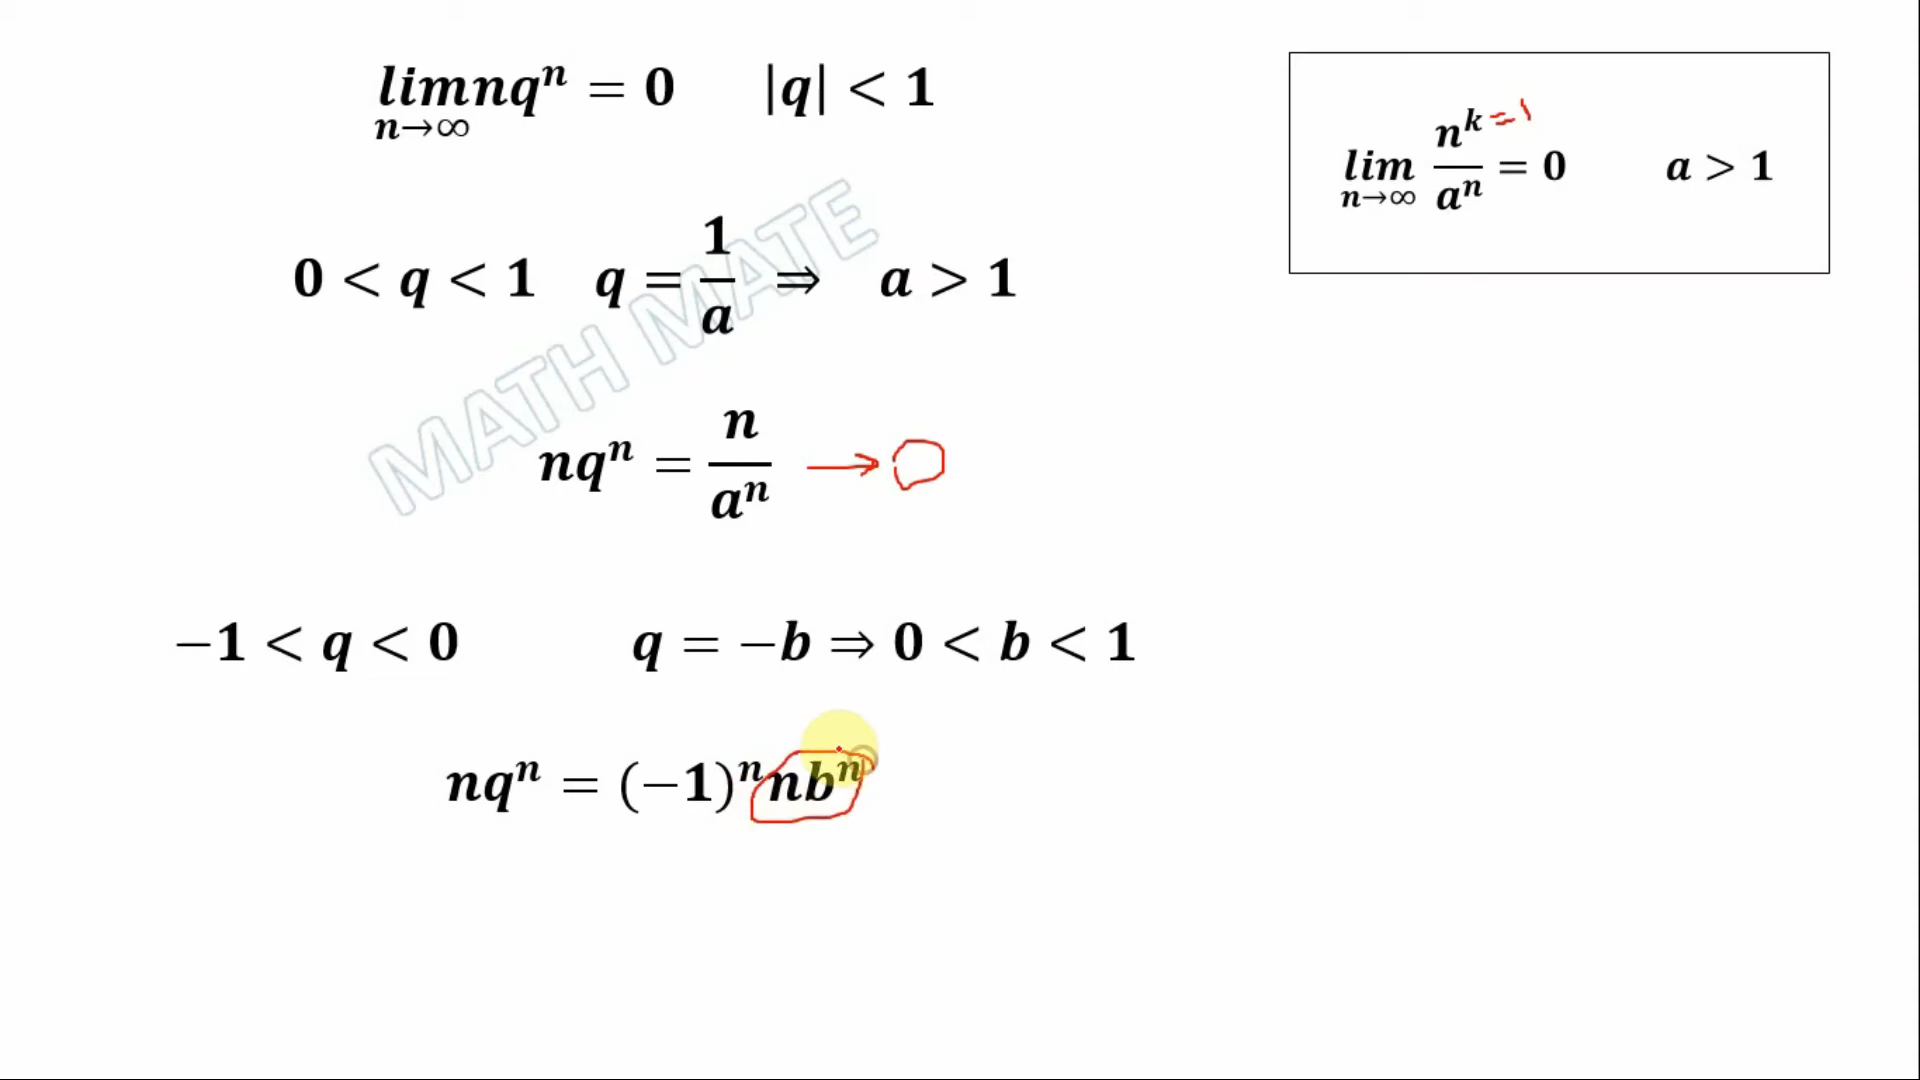 lim nqⁿ = 0 |q| < 1
n→∞
nᵏ = 1
lim ── = 0 a > 1
n→∞ aⁿ
0 < q < 1 q = 1/a ⇒ a > 1
MATH MATE
nqⁿ = n/aⁿ → 0
−1 < q < 0 q = −b ⇒ 0 < b < 1
nqⁿ = (−1)ⁿnbⁿ